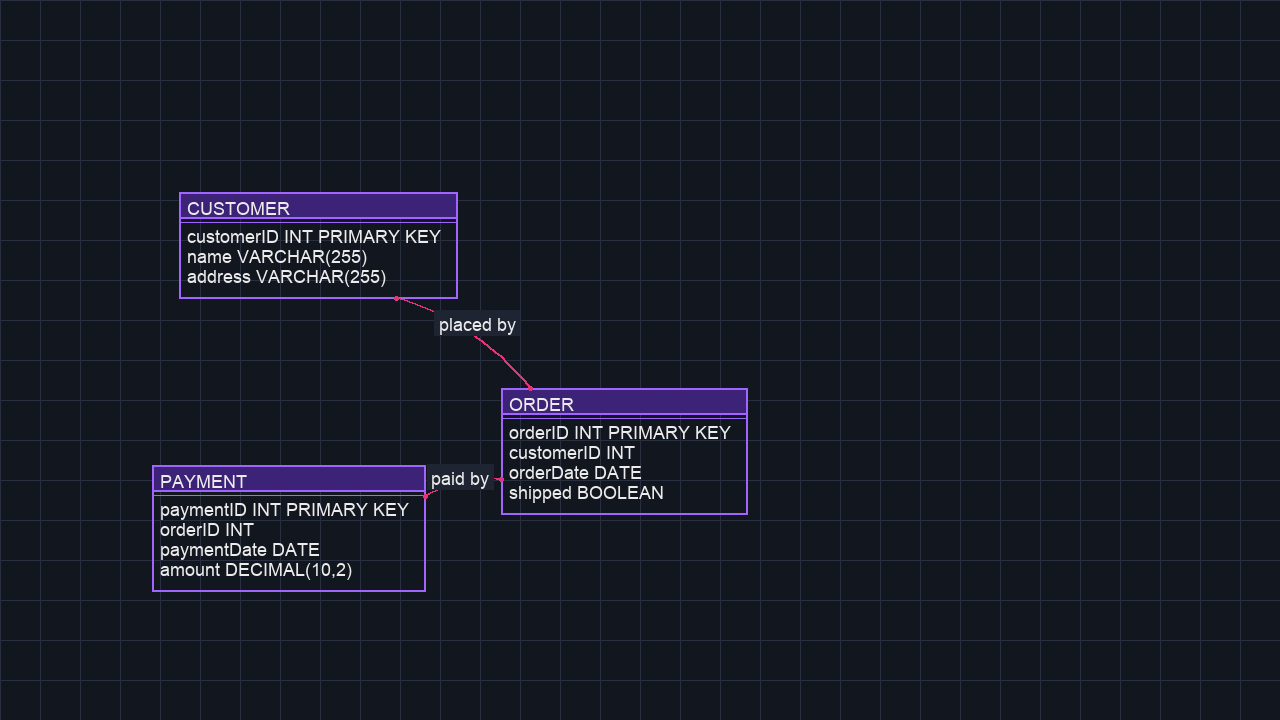 CUSTOMER
customerID INT PRIMARY KEY
name VARCHAR(255)
address VARCHAR(255)
placed by
ORDER
orderID INT PRIMARY KEY
customerID INT
orderDate DATE
shipped BOOLEAN
paid by
PAYMENT
paymentID INT PRIMARY KEY
orderID INT
paymentDate DATE
amount DECIMAL(10,2)